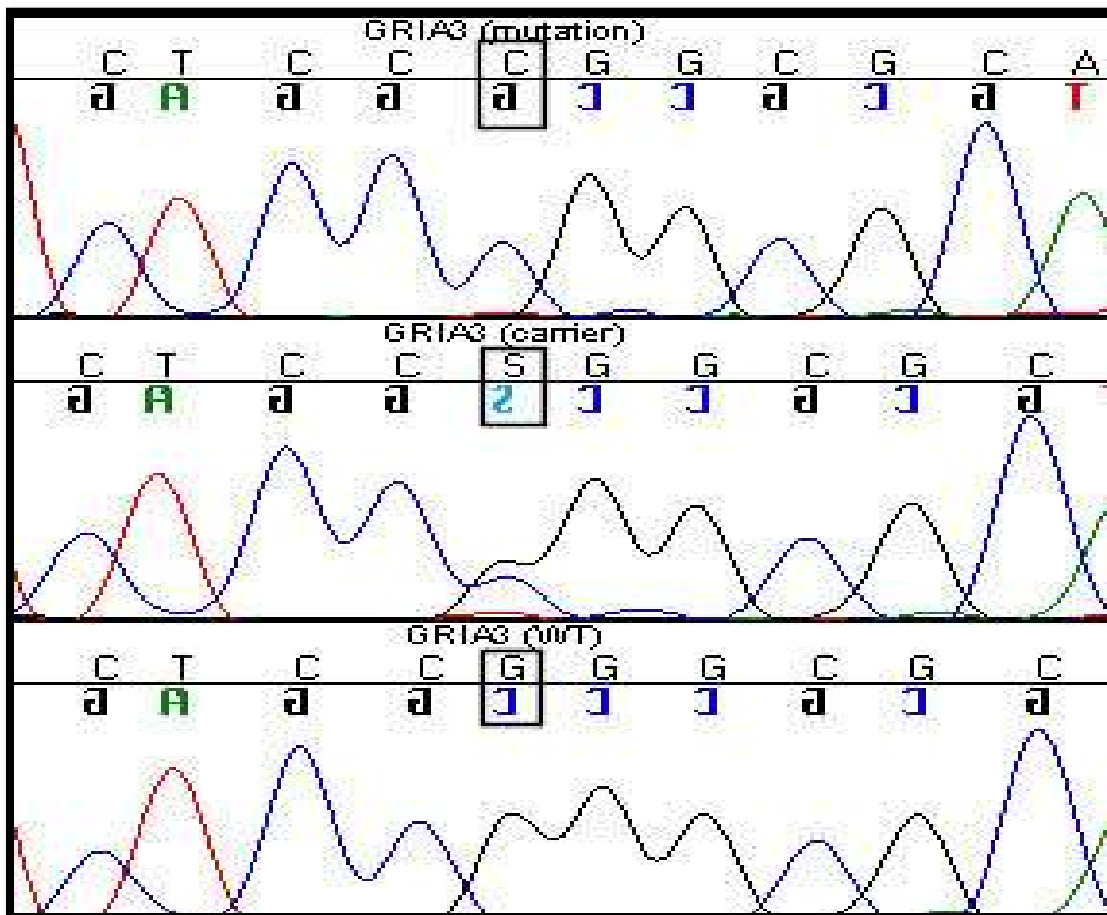 GRIA3 (mutation)
C T C C C G G C G C A
G A G G G C C G C G T
GRIA3 (carrier)
C T C C S G G C G C
G A G G S C C G C G
GRIA3 (WT)
C T C C G G G C G C
G A G G C C C G C G